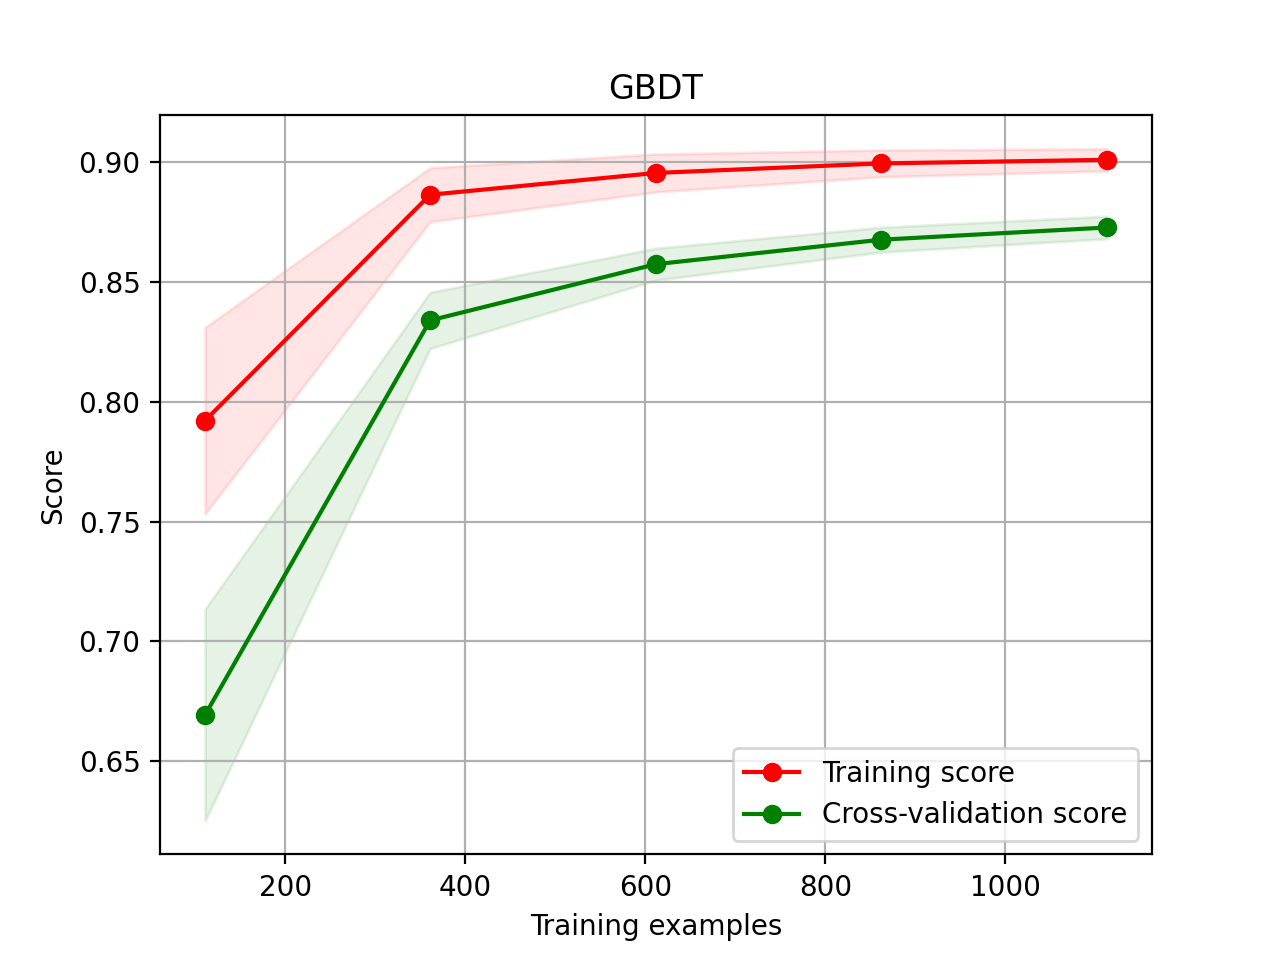 GBDT
0.90
0.85
0.80
0.75
0.70
0.65
Score
Training score
Cross-validation score
200 400 600 800 1000
Training examples